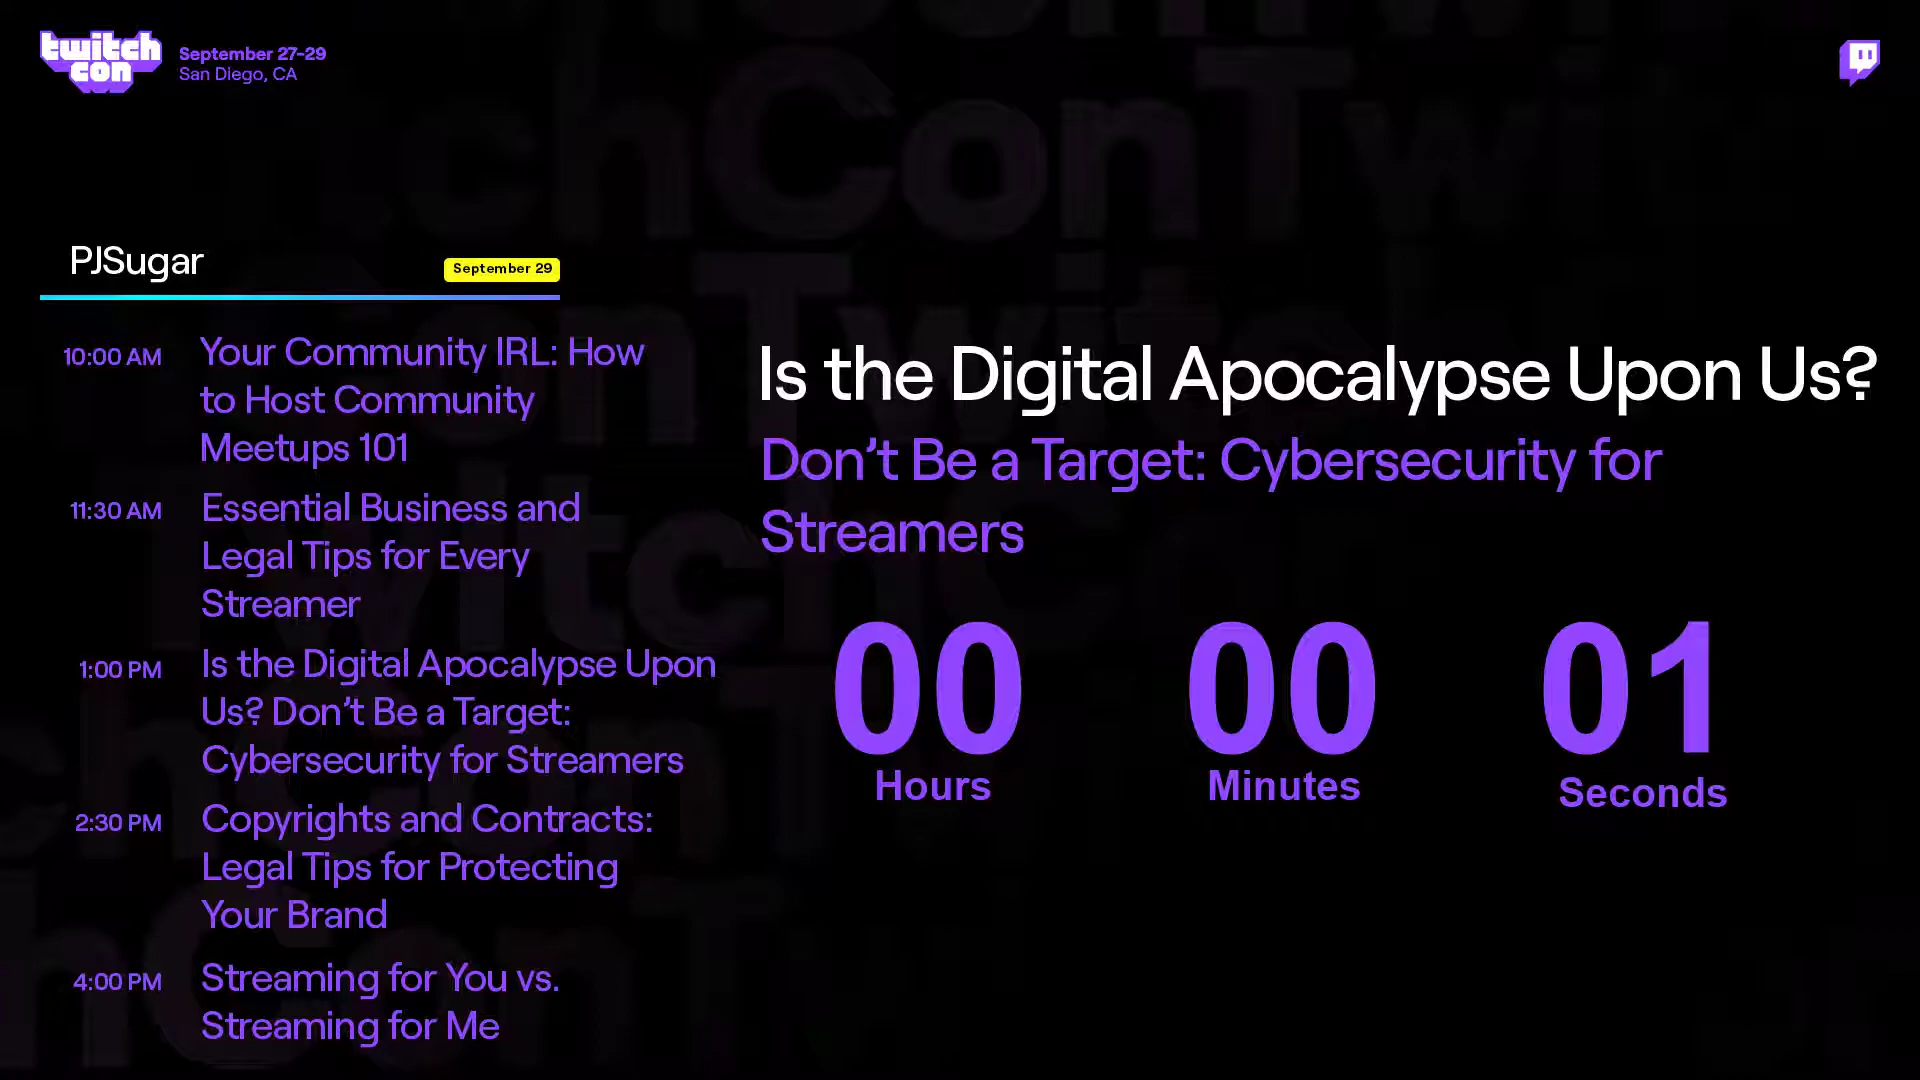 twitch
con
September 27-29
San Diego, CA
PJSugar
September 29
10:00 AM
Your Community IRL: How
to Host Community
Meetups 101
11:30 AM
Essential Business and
Legal Tips for Every
Streamer
1:00 PM
Is the Digital Apocalypse Upon
Us? Don’t Be a Target:
Cybersecurity for Streamers
2:30 PM
Copyrights and Contracts:
Legal Tips for Protecting
Your Brand
4:00 PM
Streaming for You vs.
Streaming for Me
Is the Digital Apocalypse Upon Us?
Don’t Be a Target: Cybersecurity for
Streamers
00 00 01
Hours Minutes Seconds